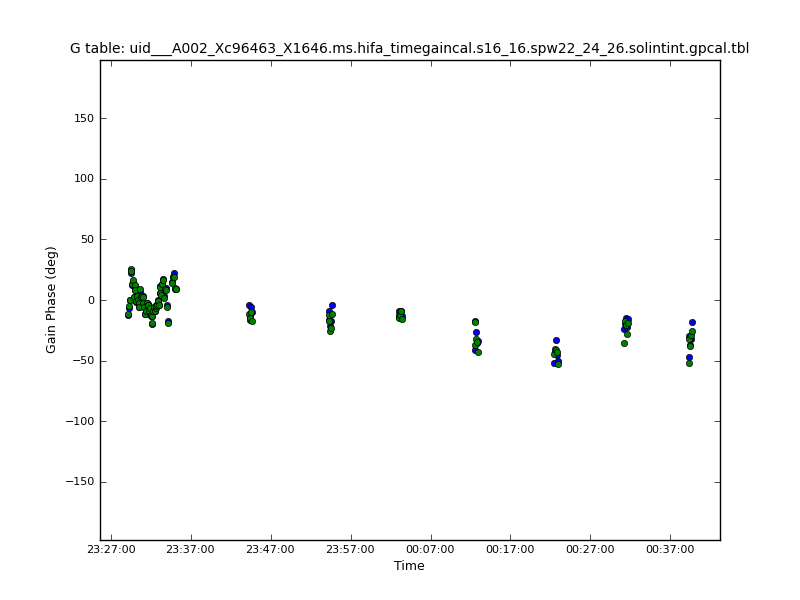 G table: uid___A002_Xc96463_X1646.ms.hifa_timegaincal.s16_16.spw22_24_26.solintint.gpcal.tbl
150
100
50
0
−50
−100
−150
Gain Phase (deg)
23:27:00 23:37:00 23:47:00 23:57:00 00:07:00 00:17:00 00:27:00 00:37:00
Time